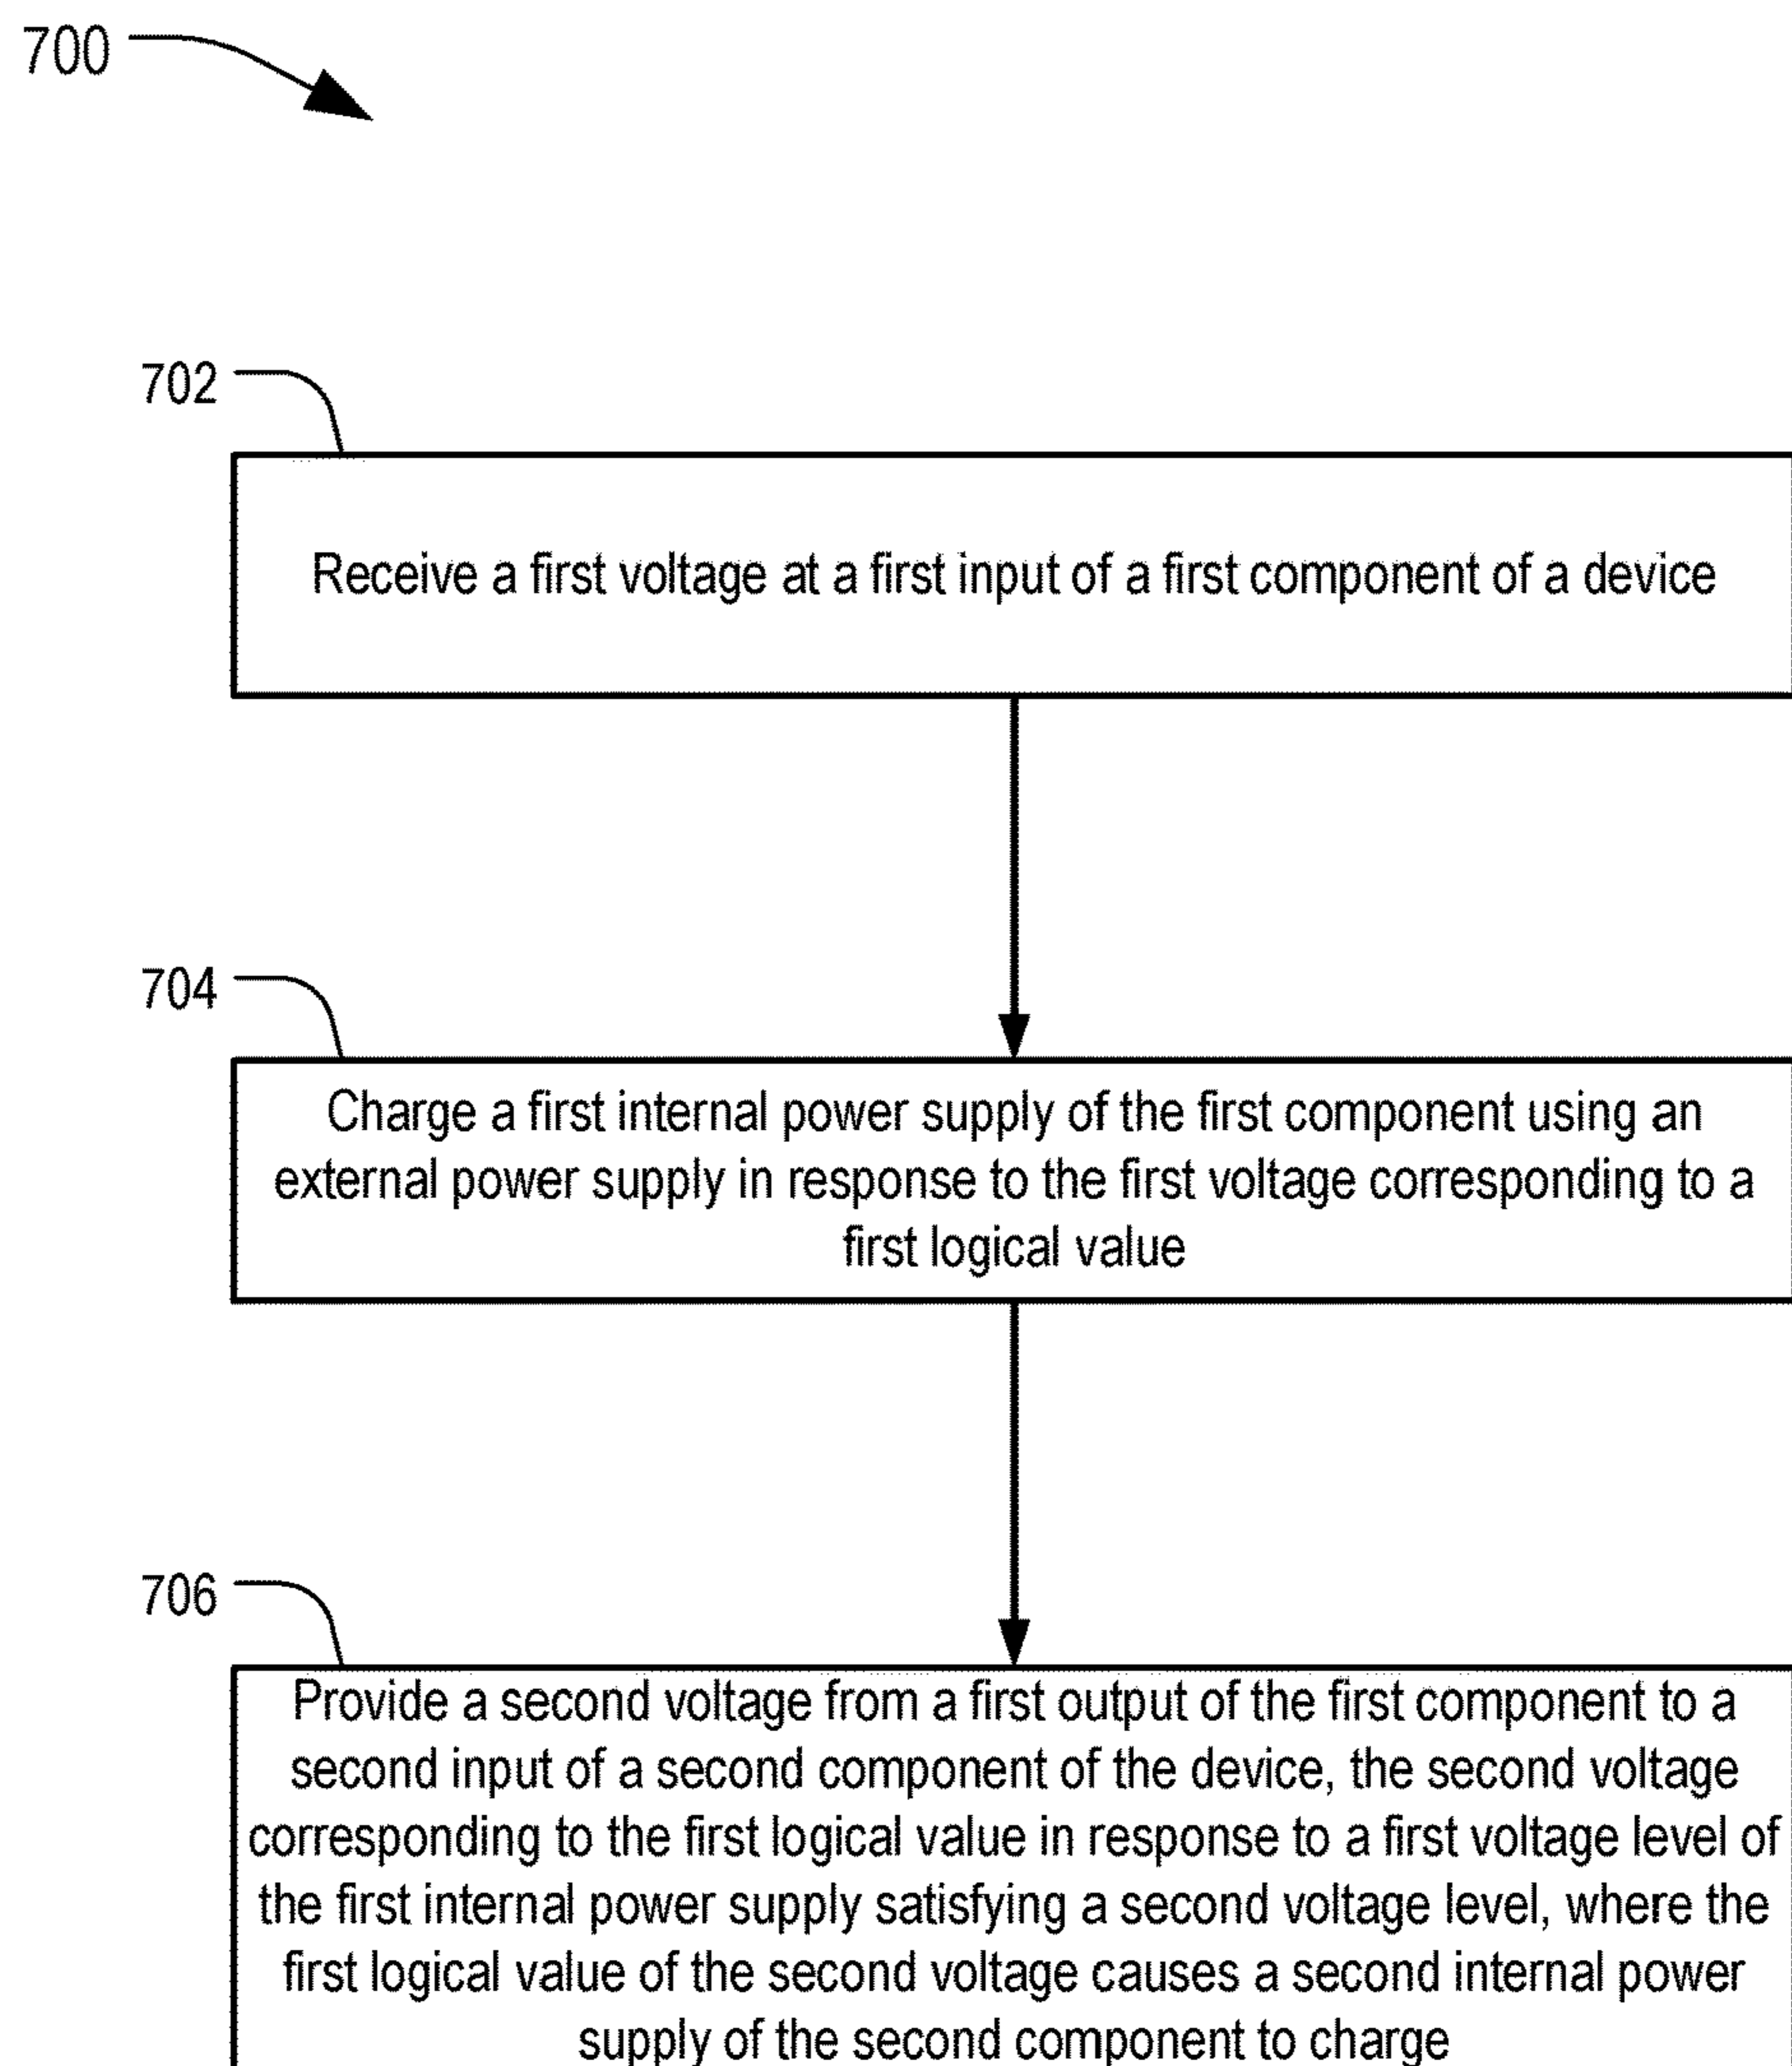 700
702
Receive a first voltage at a first input of a first component of a device
704
Charge a first internal power supply of the first component using an
external power supply in response to the first voltage corresponding to a
first logical value
706
Provide a second voltage from a first output of the first component to a
second input of a second component of the device, the second voltage
corresponding to the first logical value in response to a first voltage level of
the first internal power supply satisfying a second voltage level, where the
first logical value of the second voltage causes a second internal power
supply of the second component to charge